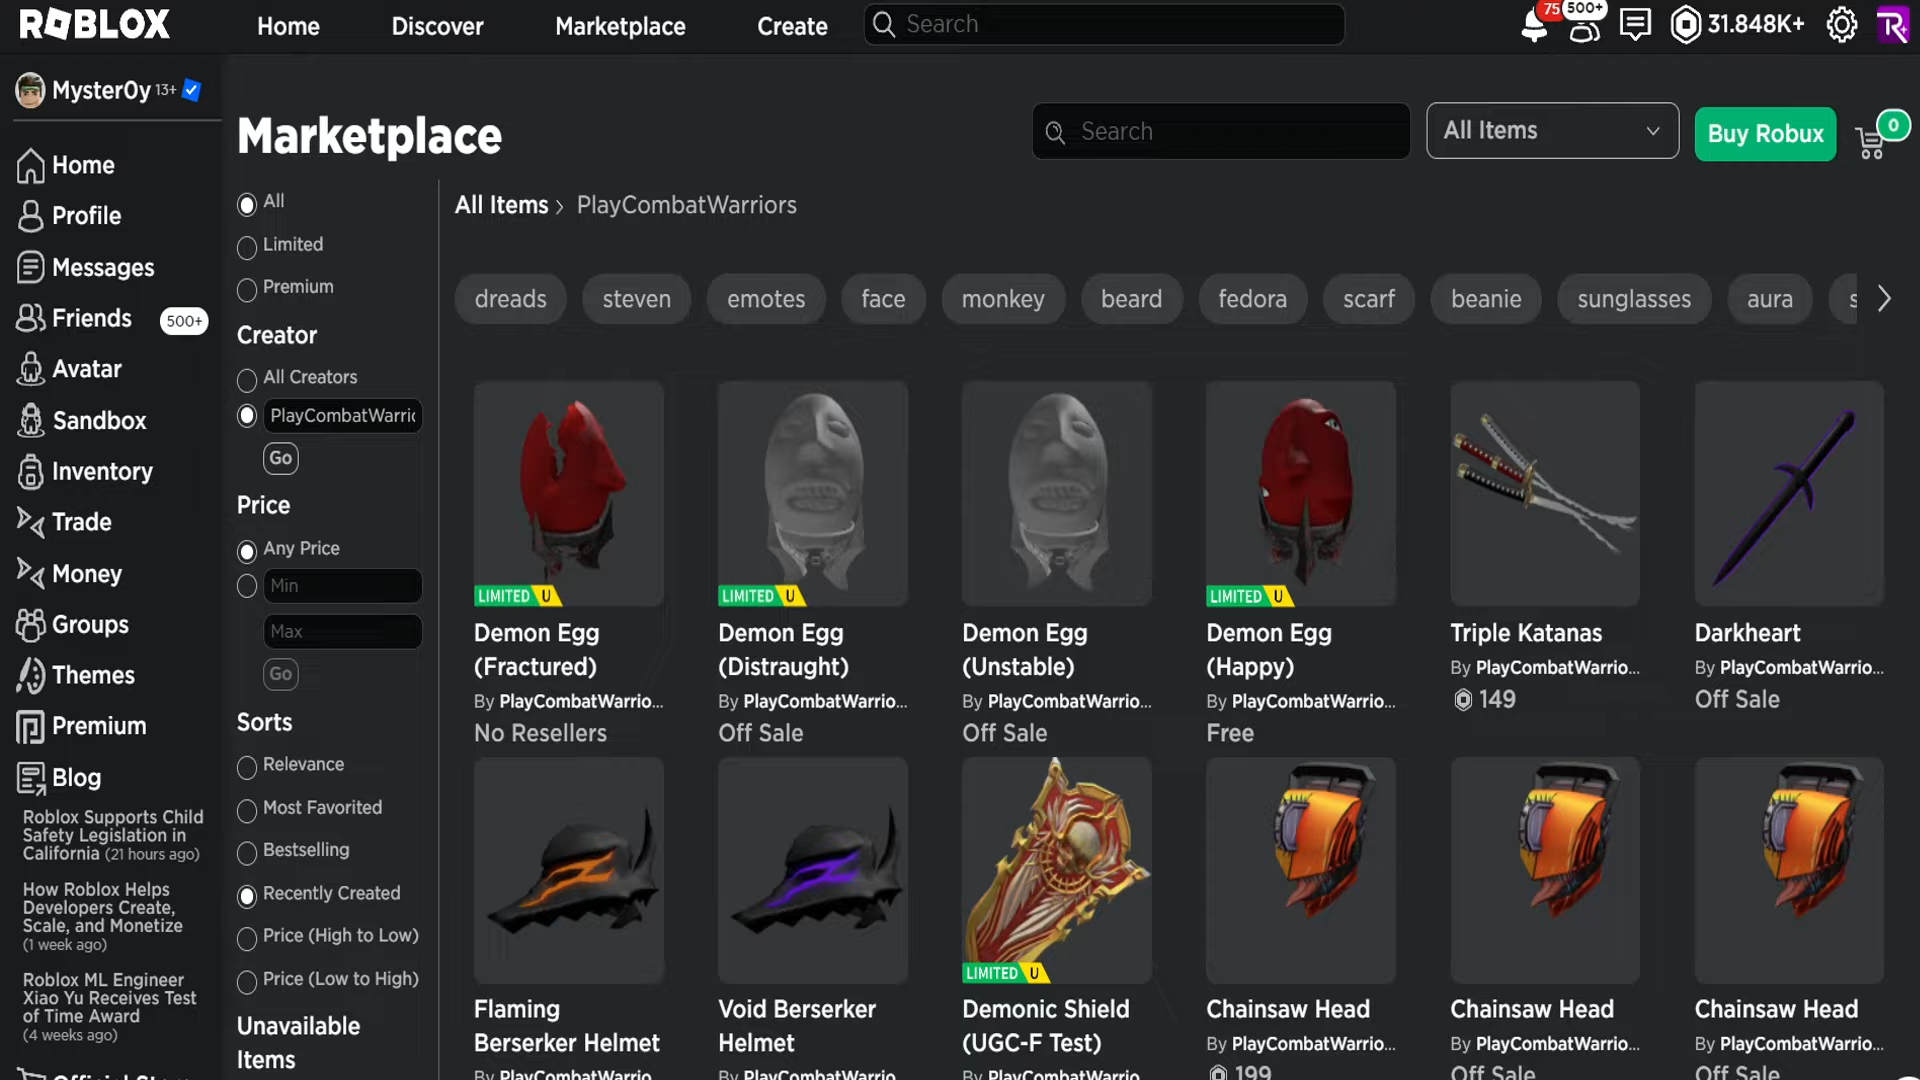 ROBLOX
Home
Discover
Marketplace
Create
Search
75
500+
31.848K+
MysterOy 13+
Home
Profile
Messages
Friends 500+
Avatar
Sandbox
Inventory
Trade
Money
Groups
Themes
Premium
Blog
Roblox Supports Child
Safety Legislation in
California (21 hours ago)
How Roblox Helps
Developers Create,
Scale, and Monetize
(1 week ago)
Roblox ML Engineer
Xiao Yu Receives Test
of Time Award
(4 weeks ago)
Marketplace
Search
All Items
Buy Robux
0
All
Limited
Premium
Creator
All Creators
PlayCombatWarric
Go
Price
Any Price
Min
Max
Go
Sorts
Relevance
Most Favorited
Bestselling
Recently Created
Price (High to Low)
Price (Low to High)
Unavailable
Items
All Items > PlayCombatWarriors
dreads
steven
emotes
face
monkey
beard
fedora
scarf
beanie
sunglasses
aura
s
LIMITED U
Demon Egg
(Fractured)
By PlayCombatWarrio...
No Resellers
LIMITED U
Demon Egg
(Distraught)
By PlayCombatWarrio...
Off Sale
Demon Egg
(Unstable)
By PlayCombatWarrio...
Off Sale
LIMITED U
Demon Egg
(Happy)
By PlayCombatWarrio...
Free
Triple Katanas
By PlayCombatWarrio...
149
Darkheart
By PlayCombatWarrio...
Off Sale
Flaming
Berserker Helmet
By PlayCombatWarrio
Void Berserker
Helmet
By PlayCombatWarrio
LIMITED U
Demonic Shield
(UGC-F Test)
By PlayCombatWarrio
Chainsaw Head
By PlayCombatWarrio...
199
Chainsaw Head
By PlayCombatWarrio...
Off Sale
Chainsaw Head
By PlayCombatWarrio...
Off Sale